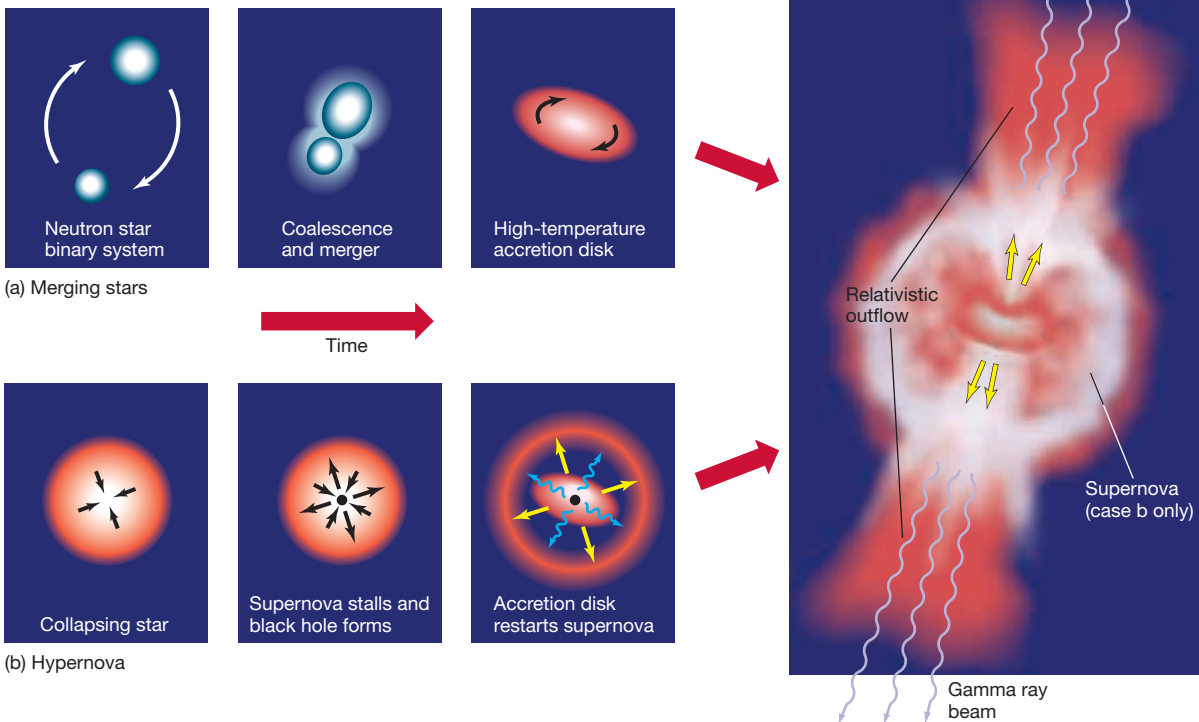 Neutron star
binary system
Coalescence
and merger
High-temperature
accretion disk
(a) Merging stars
Time
Collapsing star
Supernova stalls and
black hole forms
Accretion disk
restarts supernova
(b) Hypernova
Relativistic
outflow
Supernova
(case b only)
Gamma ray
beam